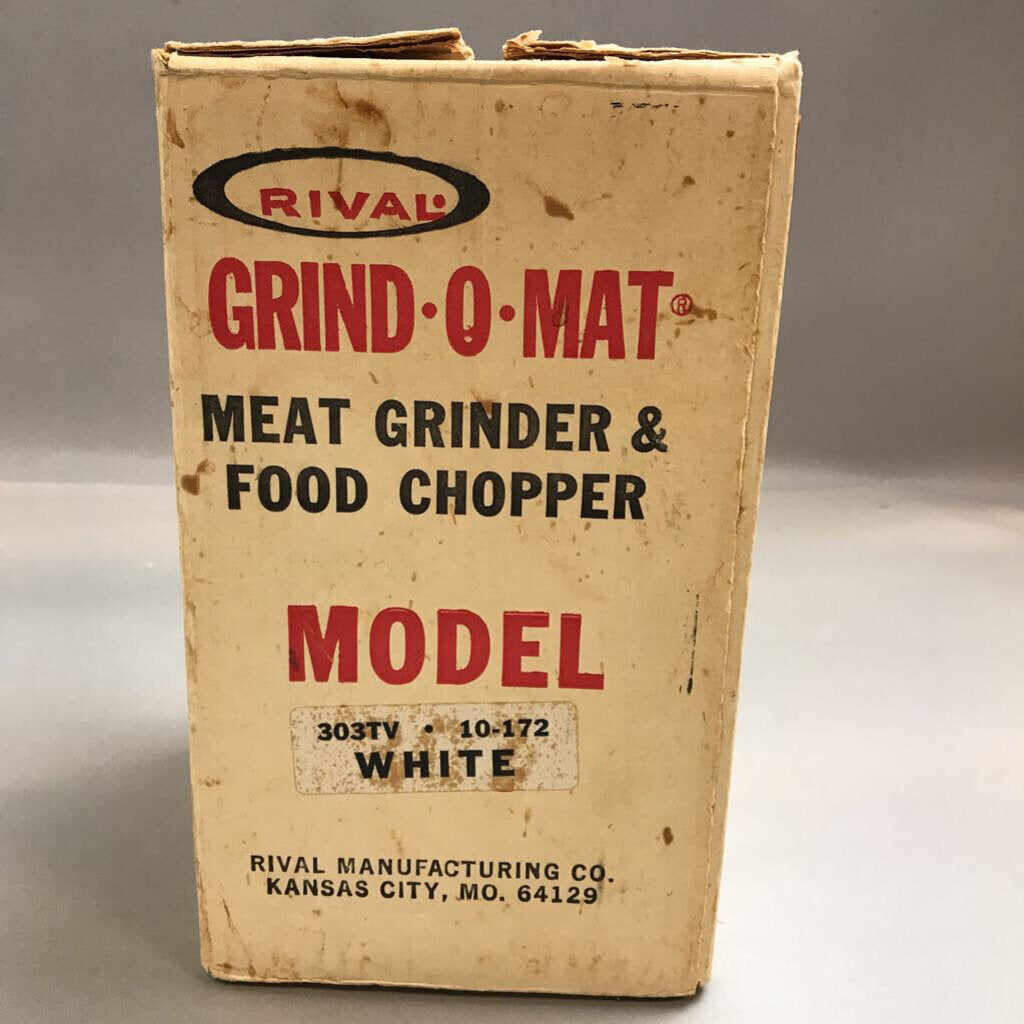 RIVAL
GRIND·O·MAT®
MEAT GRINDER &
FOOD CHOPPER
MODEL
303TV • 10-172
WHITE
RIVAL MANUFACTURING CO.
KANSAS CITY, MO. 64129